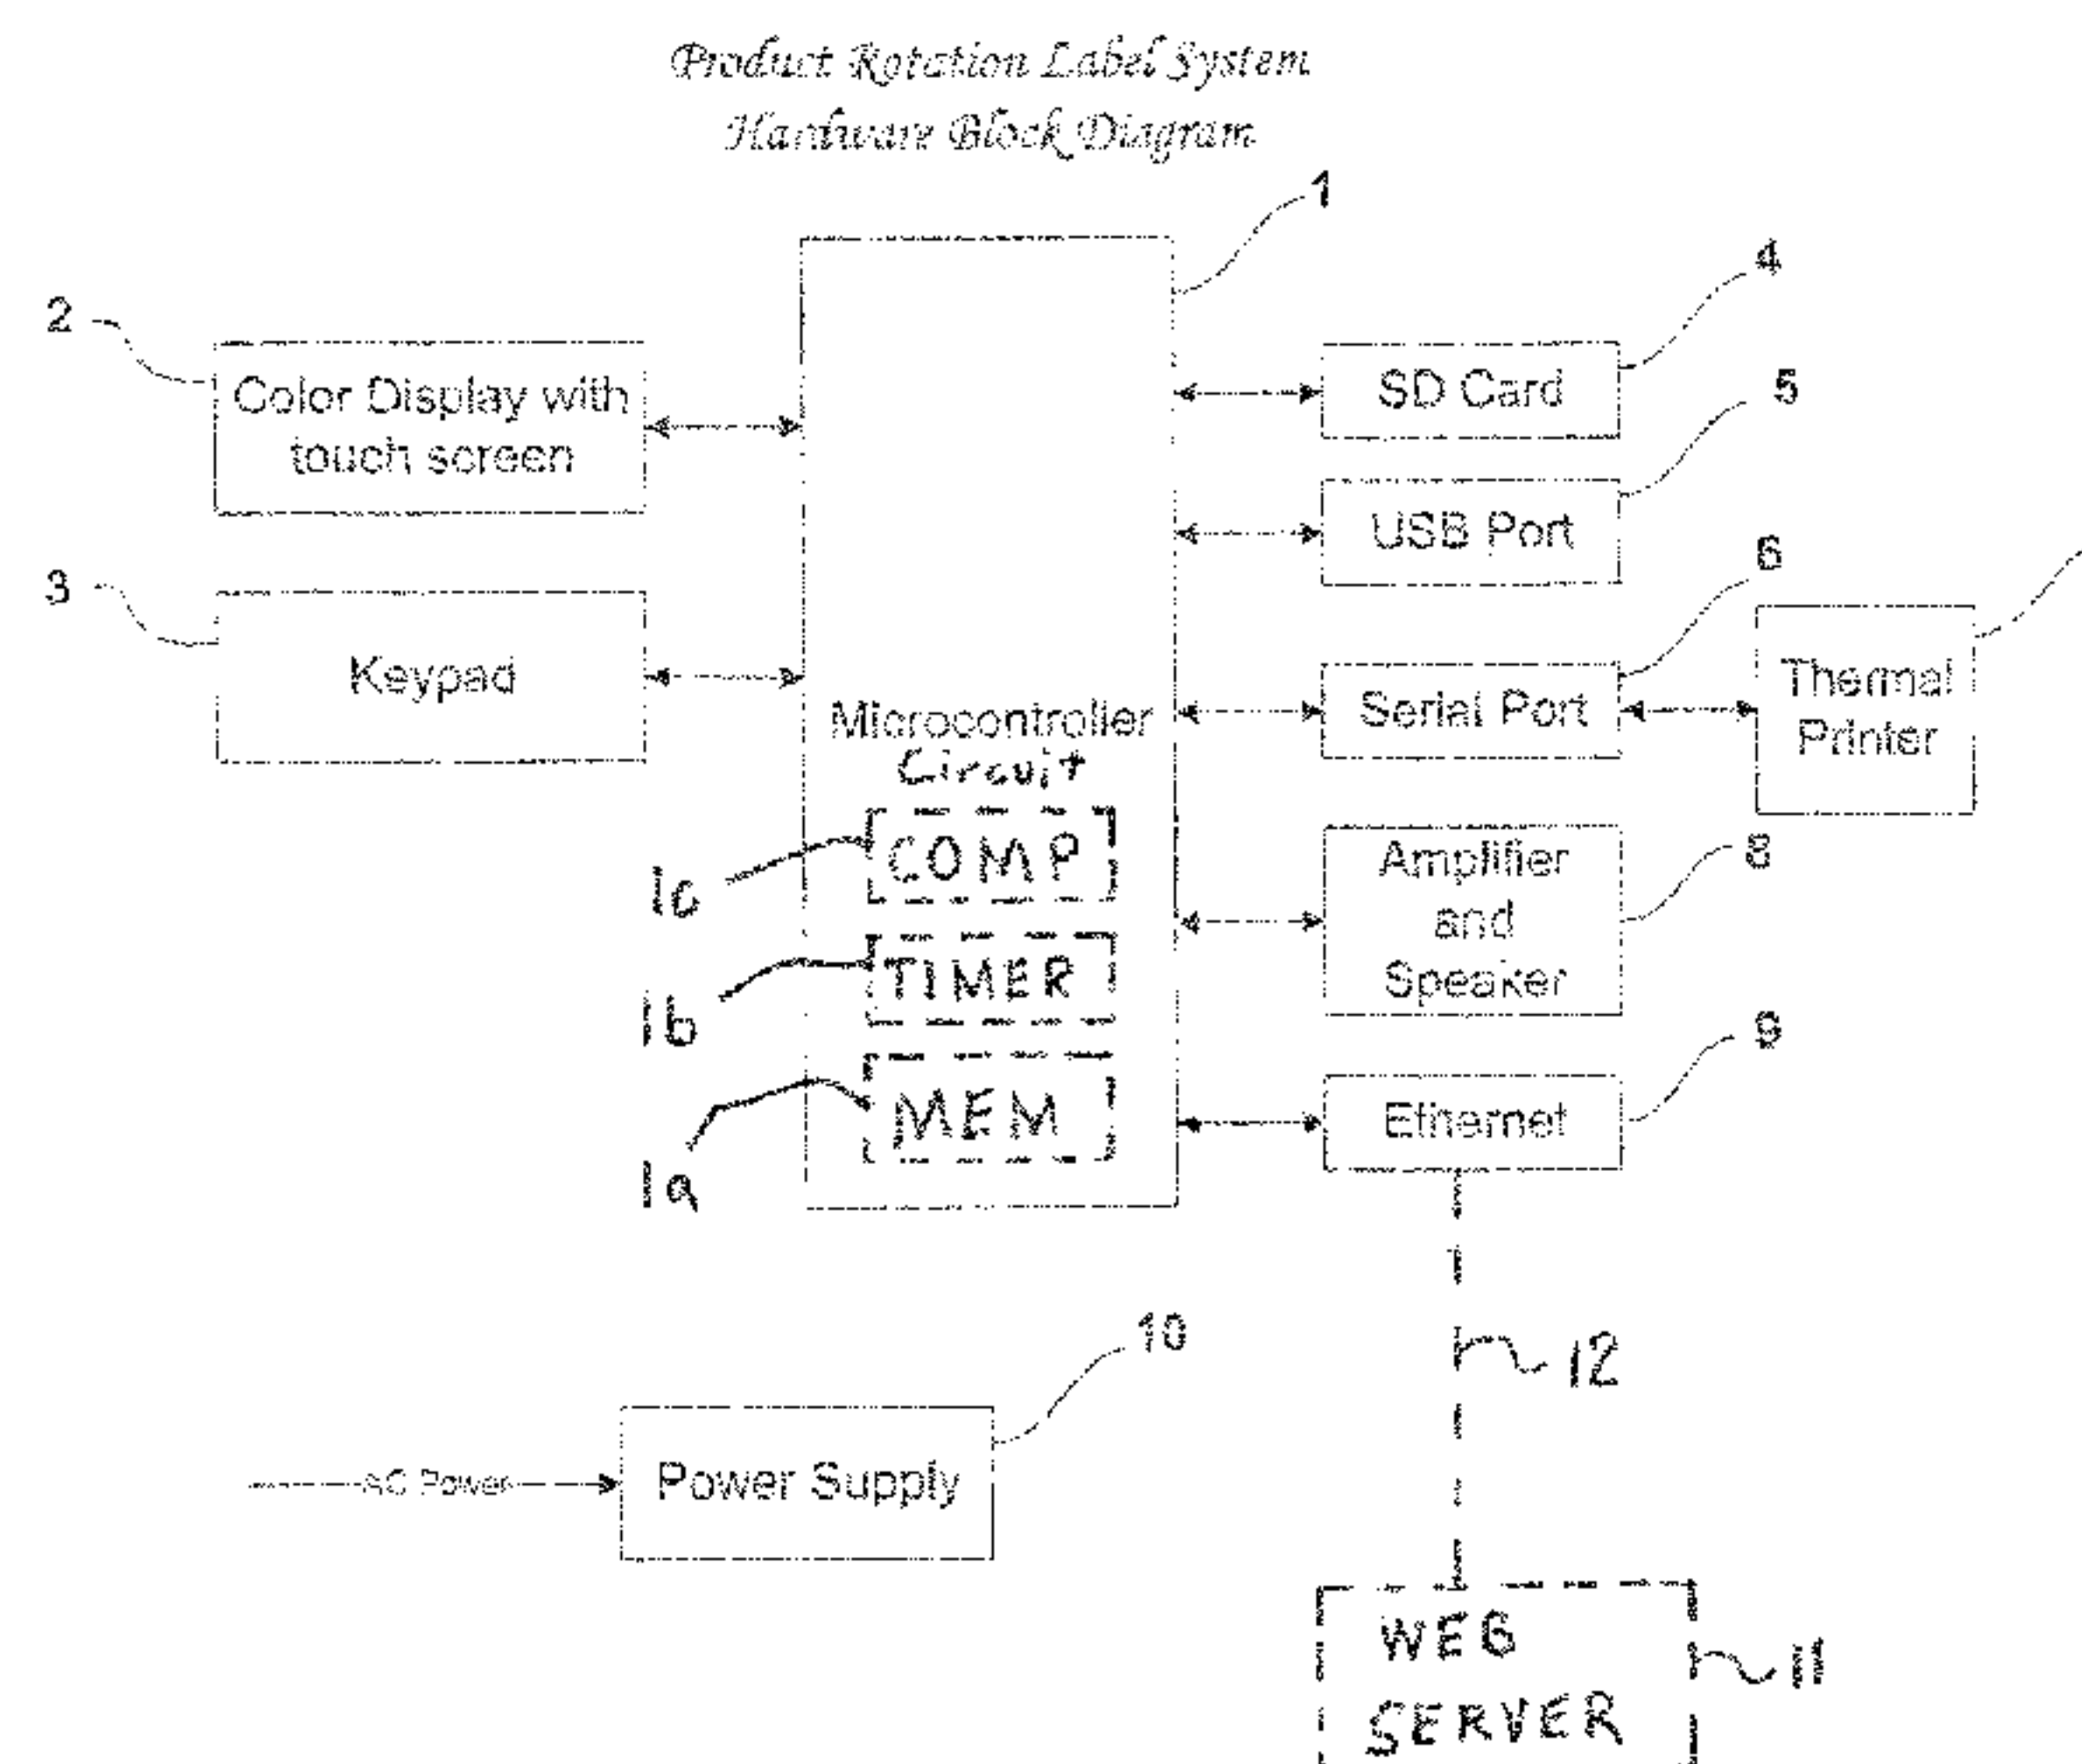 Product Rotation Label System
Hardware Block Diagram
1
2
Color Display with
touch screen
3
Keypad
4
SD Card
5
USB Port
6
Serial Port
Thermal
Printer
Microcontroller
Circuit
1c
COMP
1b
TIMER
1a
MEM
8
Amplifier
and
Speaker
9
Ethernet
12
10
AC Power
Power Supply
WEB
SERVER
11